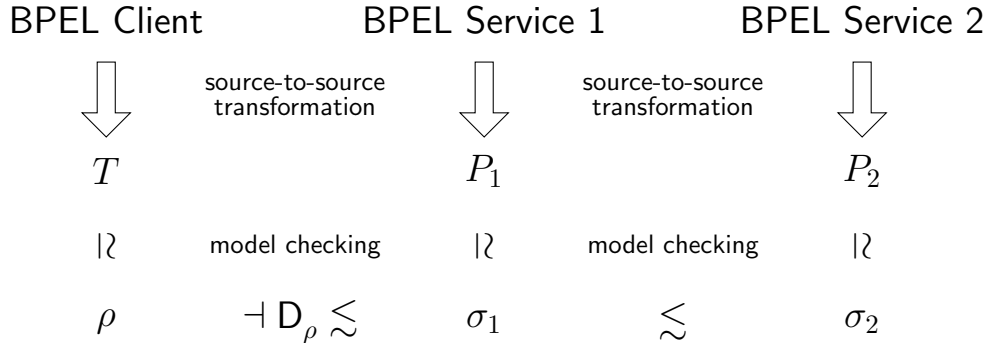 BPEL Client BPEL Service 1 BPEL Service 2
source-to-source source-to-source
transformation transformation
T P₁ P₂
≀| model checking ≀| model checking ≀|
ρ ⊣ D_ρ ≲ σ₁ ≲ σ₂